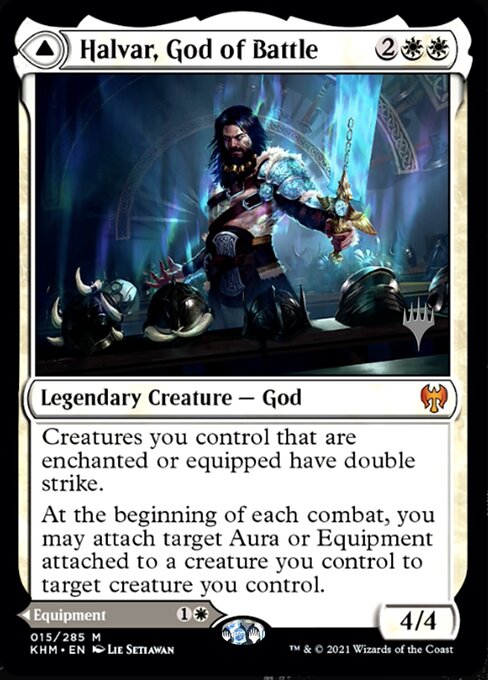 Halvar, God of Battle 2
Legendary Creature — God
Creatures you control that are
enchanted or equipped have double
strike.
At the beginning of each combat, you
may attach target Aura or Equipment
attached to a creature you control to
target creature you control.
Equipment 1
4/4
015/285 M
KHM • EN Lie Setiawan
™ & © 2021 Wizards of the Coast